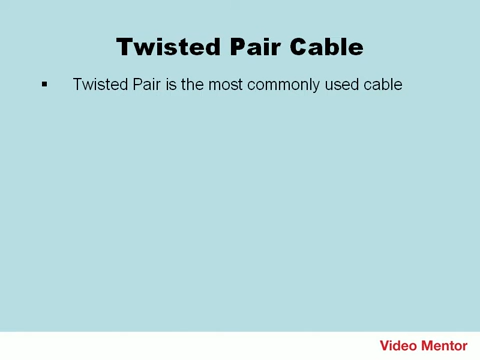 Twisted Pair Cable
▪ Twisted Pair is the most commonly used cable
Video Mentor